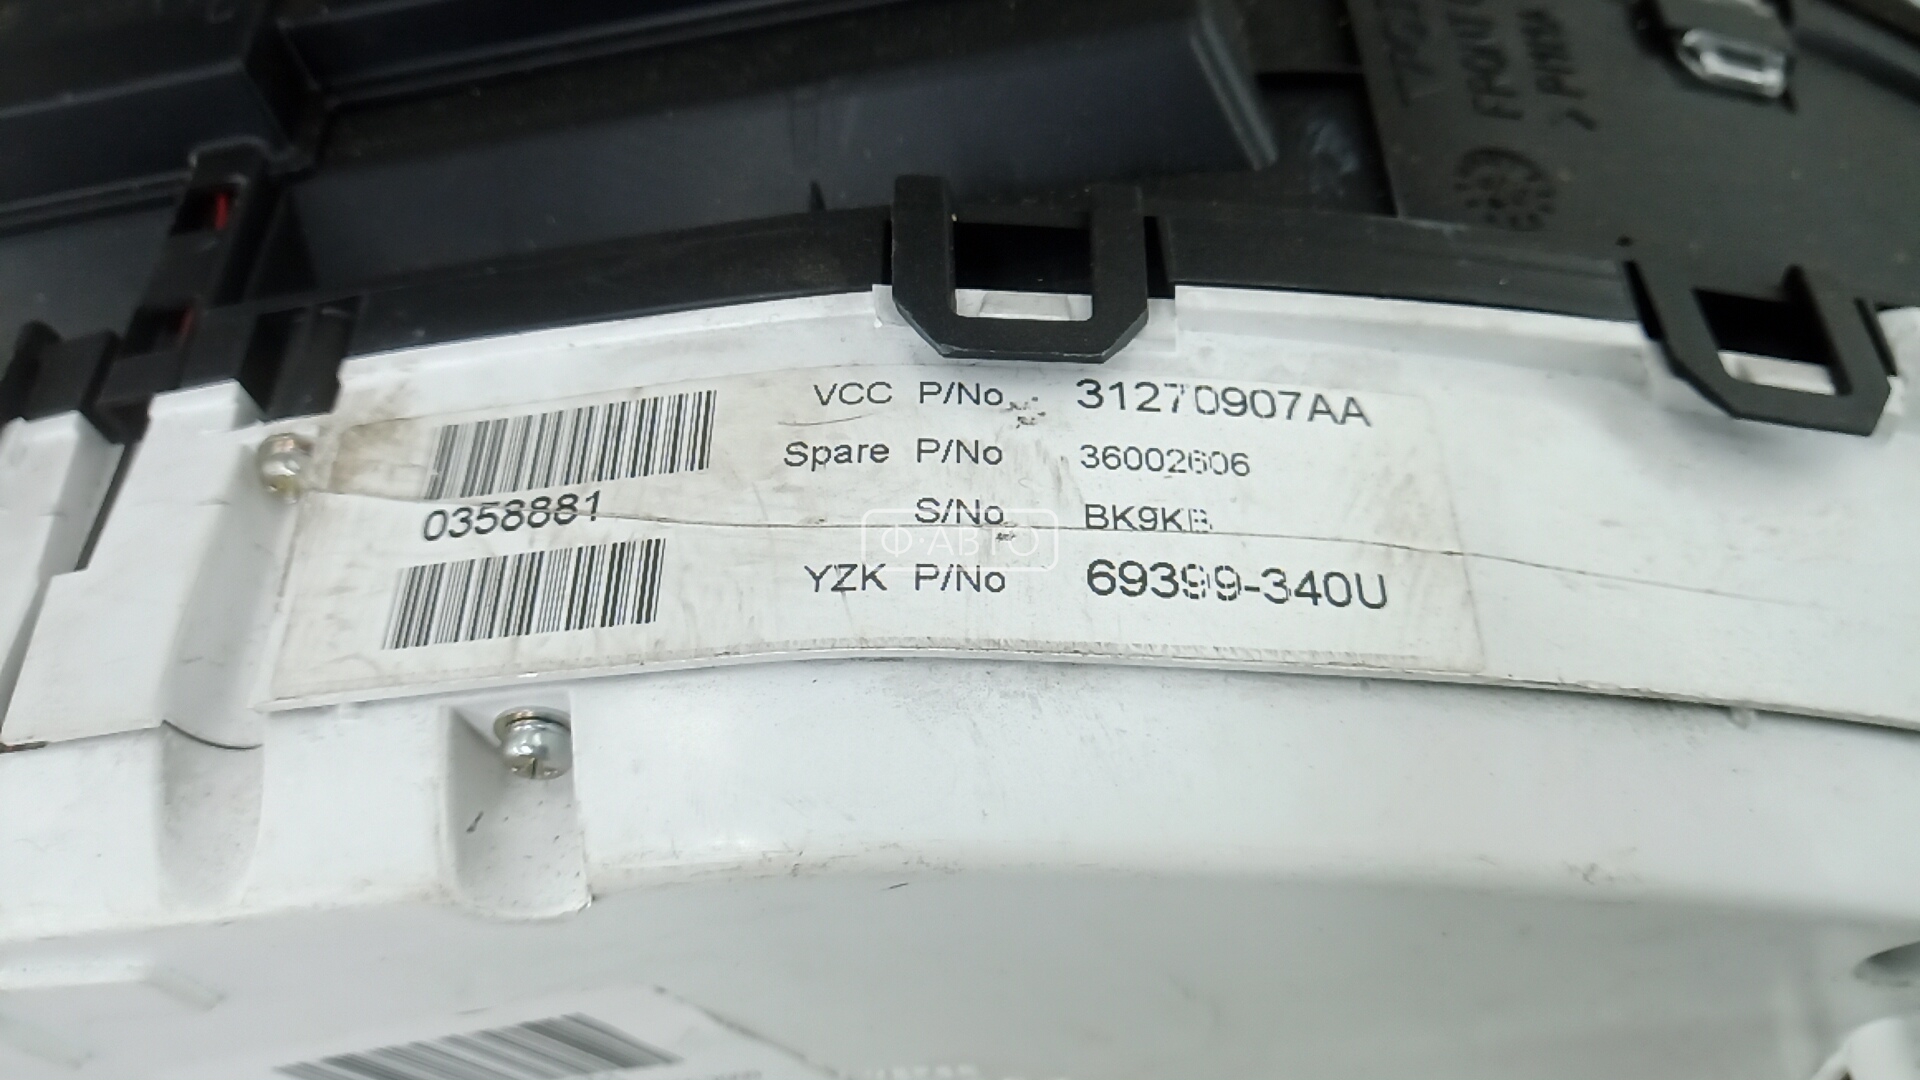 VCC P/No 31270907AA
Spare P/No 36002606
S/No BK9KB
YZK P/No 69399-340U
0358881
Ф·АВТО